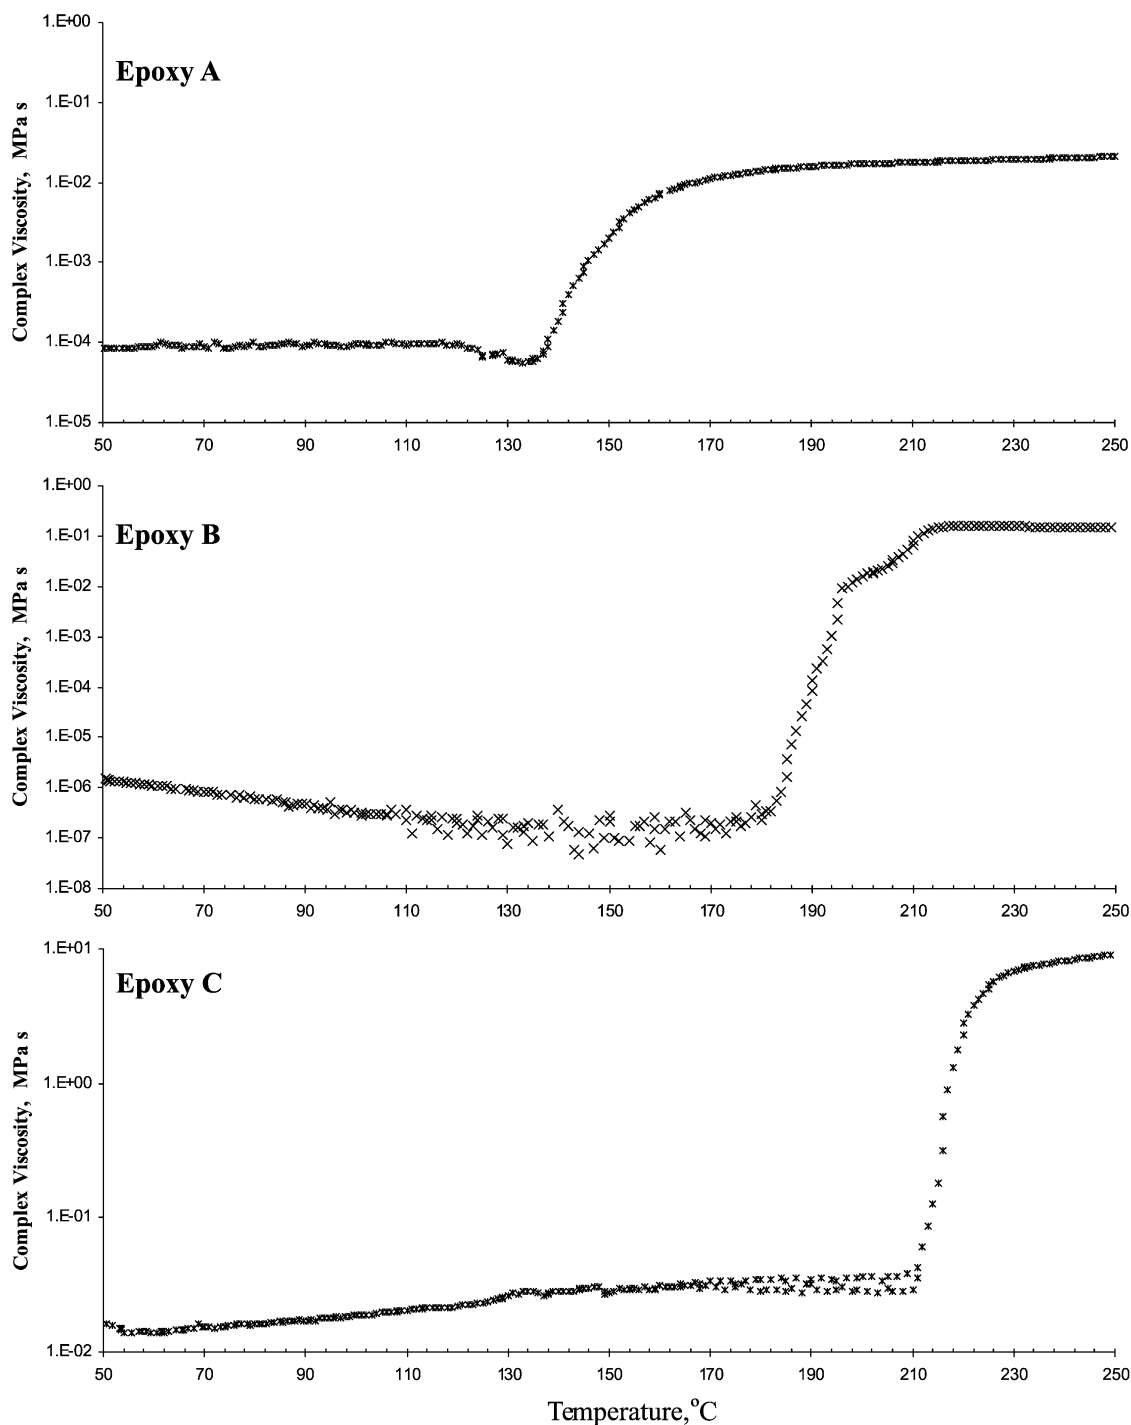 1.E+00
Epoxy A
1.E-01
1.E-02
1.E-03
1.E-04
1.E-05
Complex Viscosity, MPa s
50 70 90 110 130 150 170 190 210 230 250
1.E+00
Epoxy B
1.E-01
1.E-02
1.E-03
1.E-04
1.E-05
1.E-06
1.E-07
1.E-08
Complex Viscosity, MPa s
50 70 90 110 130 150 170 190 210 230 250
1.E+01
Epoxy C
1.E+00
1.E-01
1.E-02
Complex Viscosity, MPa s
50 70 90 110 130 150 170 190 210 230 250
Temperature,°C